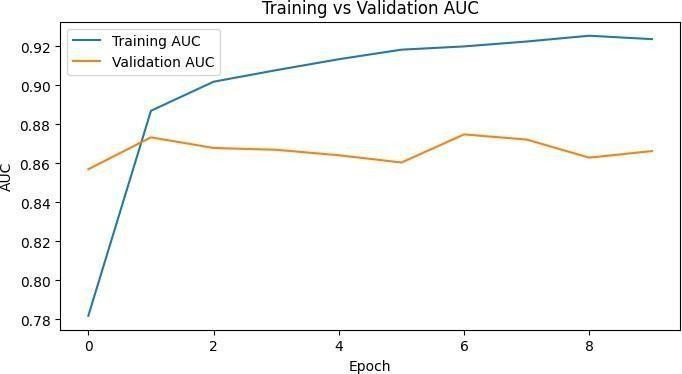 Training vs Validation AUC
Training AUC
Validation AUC
0.92
0.90
0.88
0.86
0.84
0.82
0.80
0.78
AUC
0 2 4 6 8
Epoch